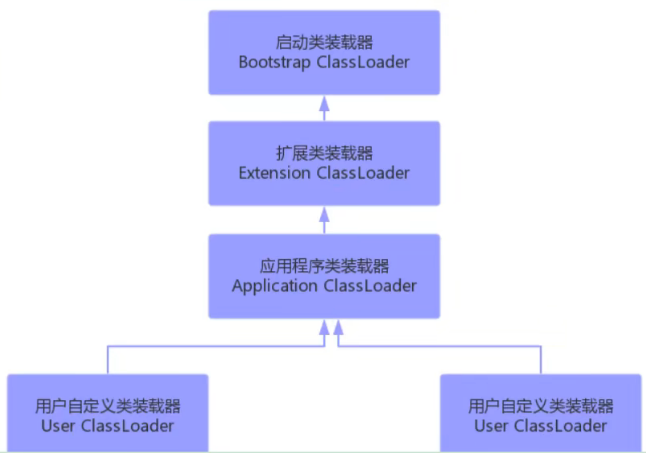 启动类装载器
Bootstrap ClassLoader
扩展类装载器
Extension ClassLoader
应用程序类装载器
Application ClassLoader
用户自定义类装载器
User ClassLoader
用户自定义类装载器
User ClassLoader